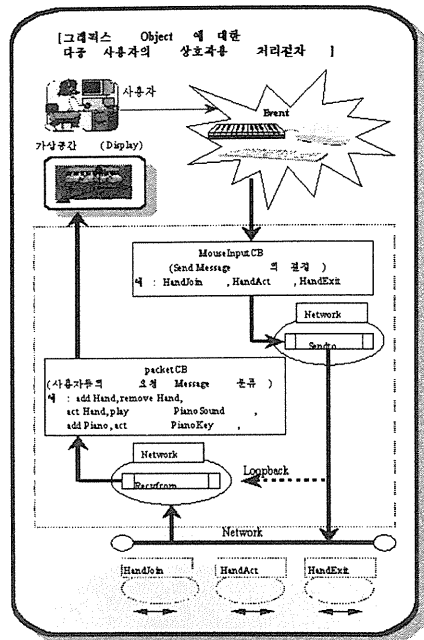 [그래픽스 Object 에 대한
다중 사용자의 상호작용 처리절차 ]
사용자
Event
가상공간 (Display)
MouseInputCB
(Send Message 의 결정 )
예 : HandJoin ,HandAct ,HandExit
Network
Sendto
packetCB
(사용자들의 요청 Message 분류 )
예 : add Hand,remove Hand,
act Hand,play PianoSound ,
add Piano,act PianoKey ,
Network
Recvfrom
Loopback
Network
HandJoin HandAct HandExit